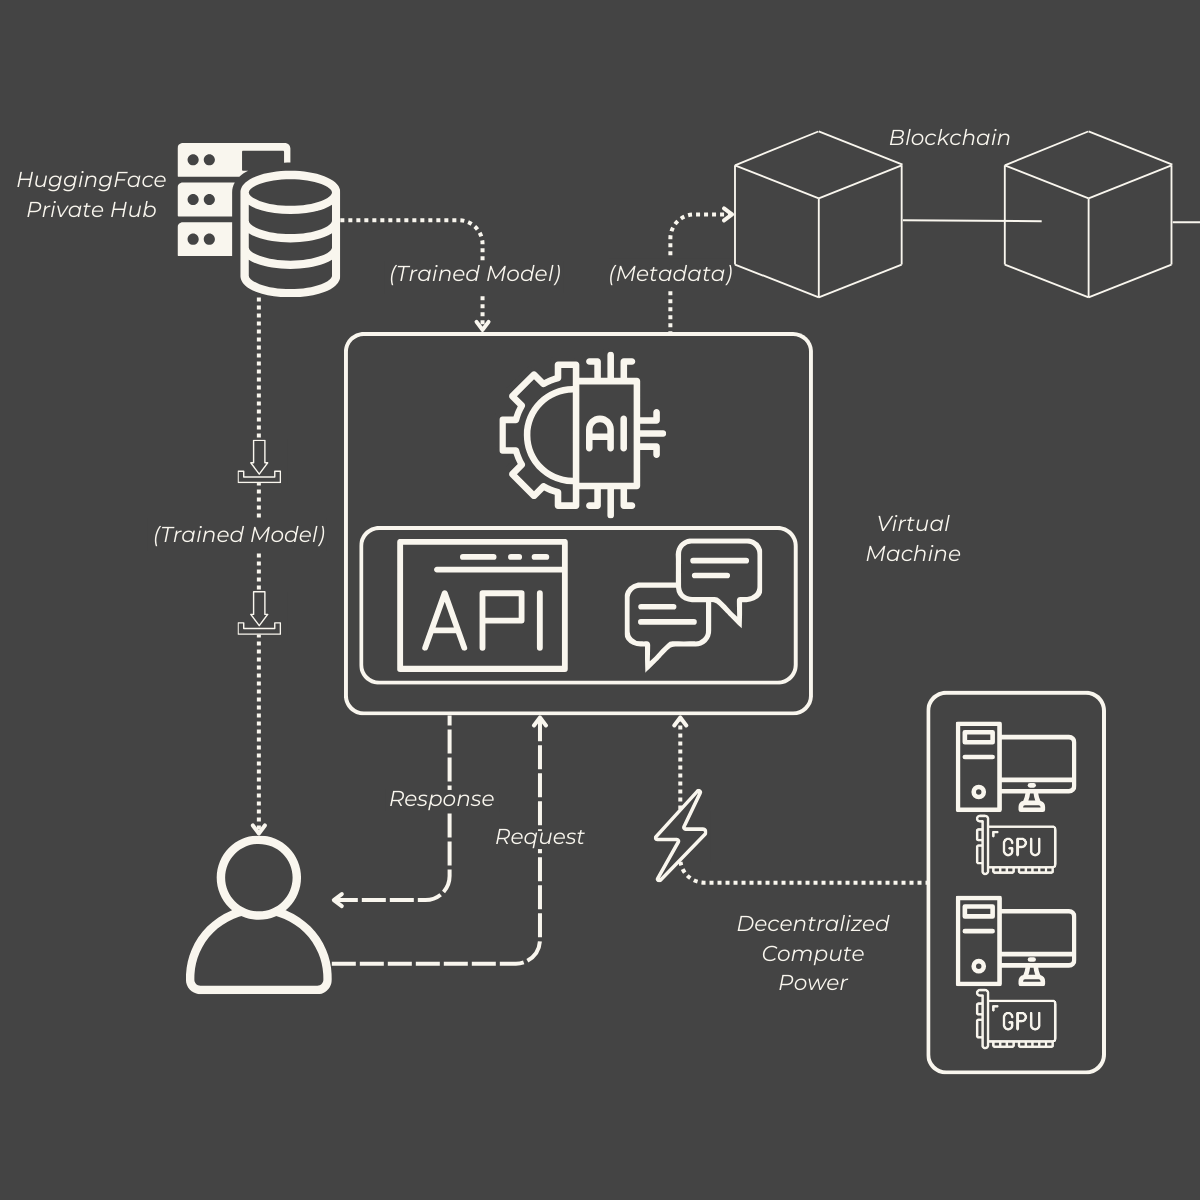 Blockchain
HuggingFace
Private Hub
(Trained Model)
(Metadata)
AI
Virtual
Machine
(Trained Model)
API
Response
Request
GPU
Decentralized
Compute
Power
GPU